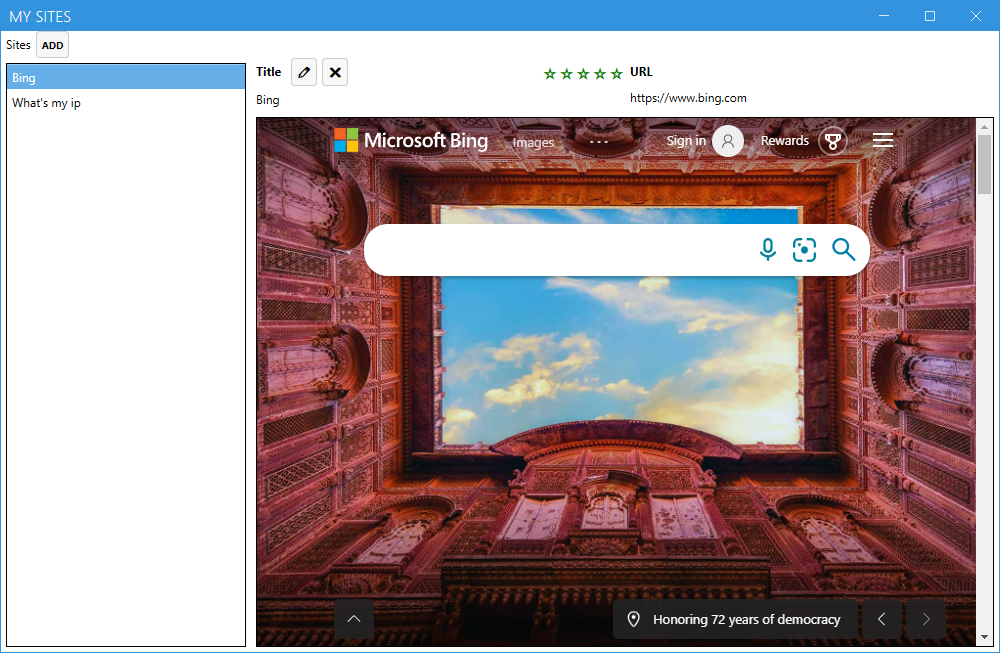 MY SITES
Sites ADD
Bing
What's my ip
Title
Bing
URL
https://www.bing.com
Microsoft Bing Images Sign in Rewards
Honoring 72 years of democracy